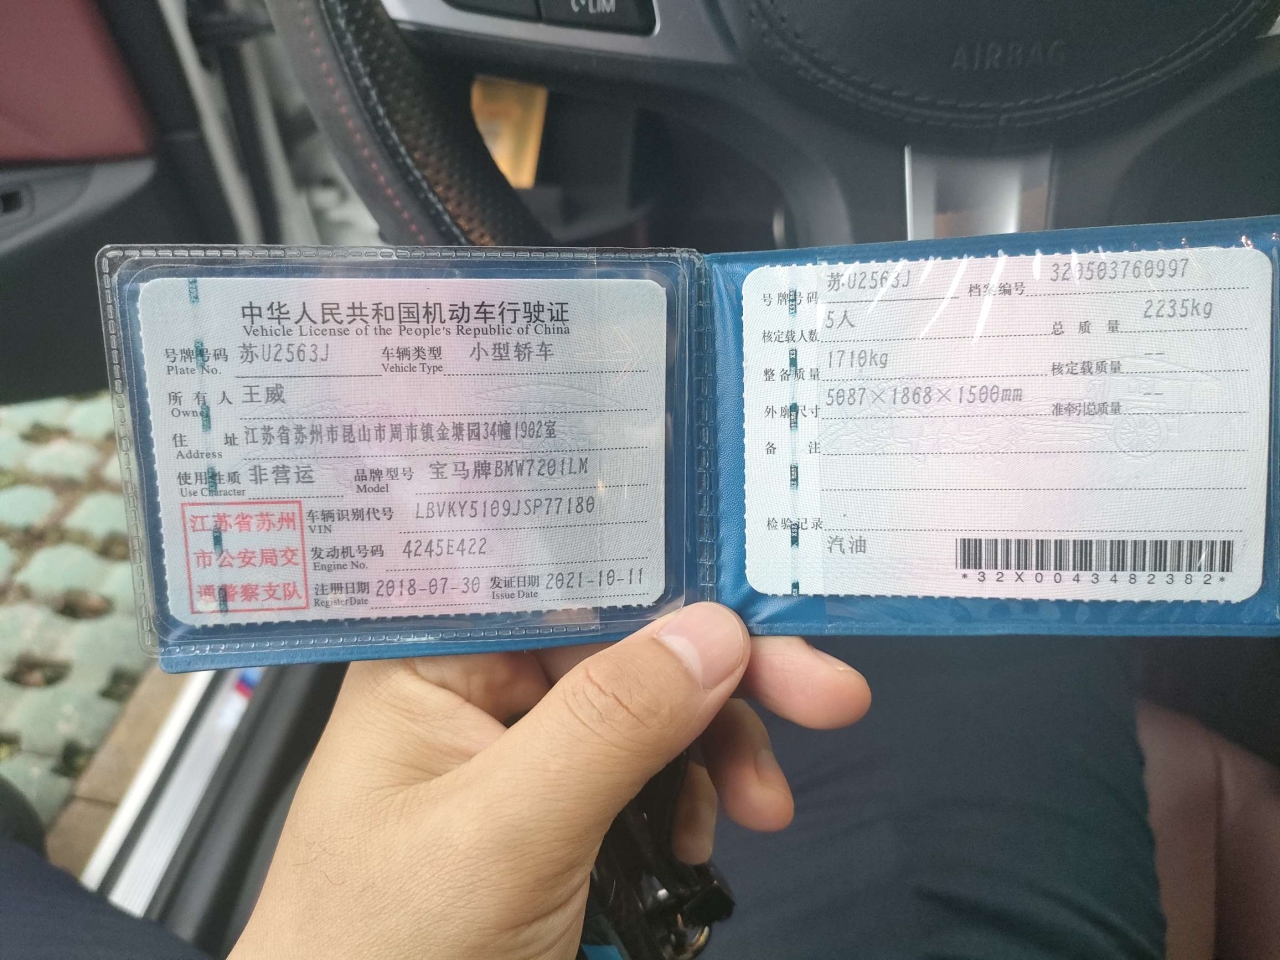 LIM
AIRBAG
中华人民共和国机动车行驶证
Vehicle License of the People's Republic of China
号牌号码 苏U2563J 车辆类型 小型轿车
Plate No. Vehicle Type
所有人 王威
Owner
住址 江苏省苏州市昆山市周市镇金塘园34幢1902室
Address
使用性质 非营运 品牌型号 宝马牌BMW7201LM
Use Character Model
江苏省苏州
市公安局交
通警察支队
车辆识别代号 LBVKY5109JSP77180
VIN
发动机号码 4245E422
Engine No.
注册日期 2018-07-30 发证日期 2021-10-11
Register Date Issue Date
号牌号码 苏U2563J 档案编号 320503760997
核定载人数 5人 总质量 2235kg
整备质量 1710kg 核定载质量 --
外廓尺寸 5087×1868×1500mm 准牵引总质量 --
备注
检验记录
汽油
*32X0043482382*